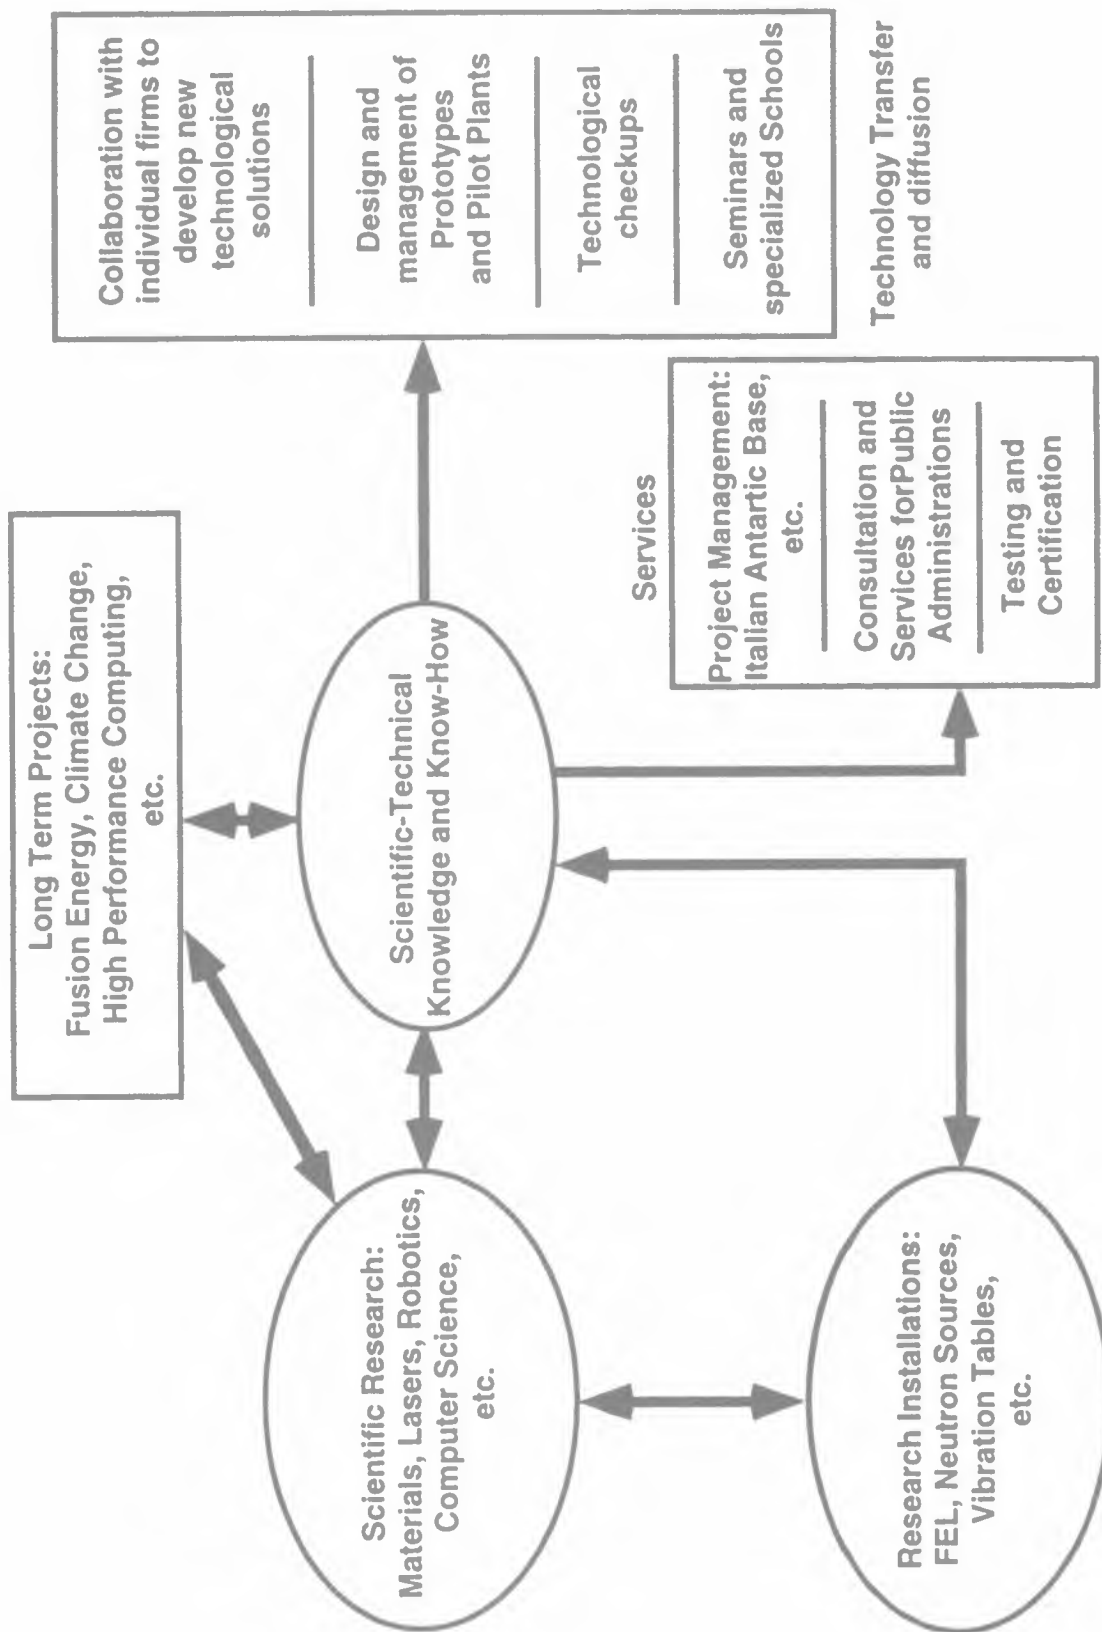 Long Term Projects:
Fusion Energy, Climate Change,
High Performance Computing,
etc.
Scientific Research:
Materials, Lasers, Robotics,
Computer Science,
etc.
Scientific-Technical
Knowledge and Know-How
Collaboration with
individual firms to
develop new
technological
solutions
Design and
management of
Prototypes
and Pilot Plants
Technological
checkups
Seminars and
specialized Schools
Technology Transfer
and diffusion
Services
Project Management:
Italian Antartic Base,
etc.
Consultation and
Services forPublic
Administrations
Testing and
Certification
Research Installations:
FEL, Neutron Sources,
Vibration Tables,
etc.